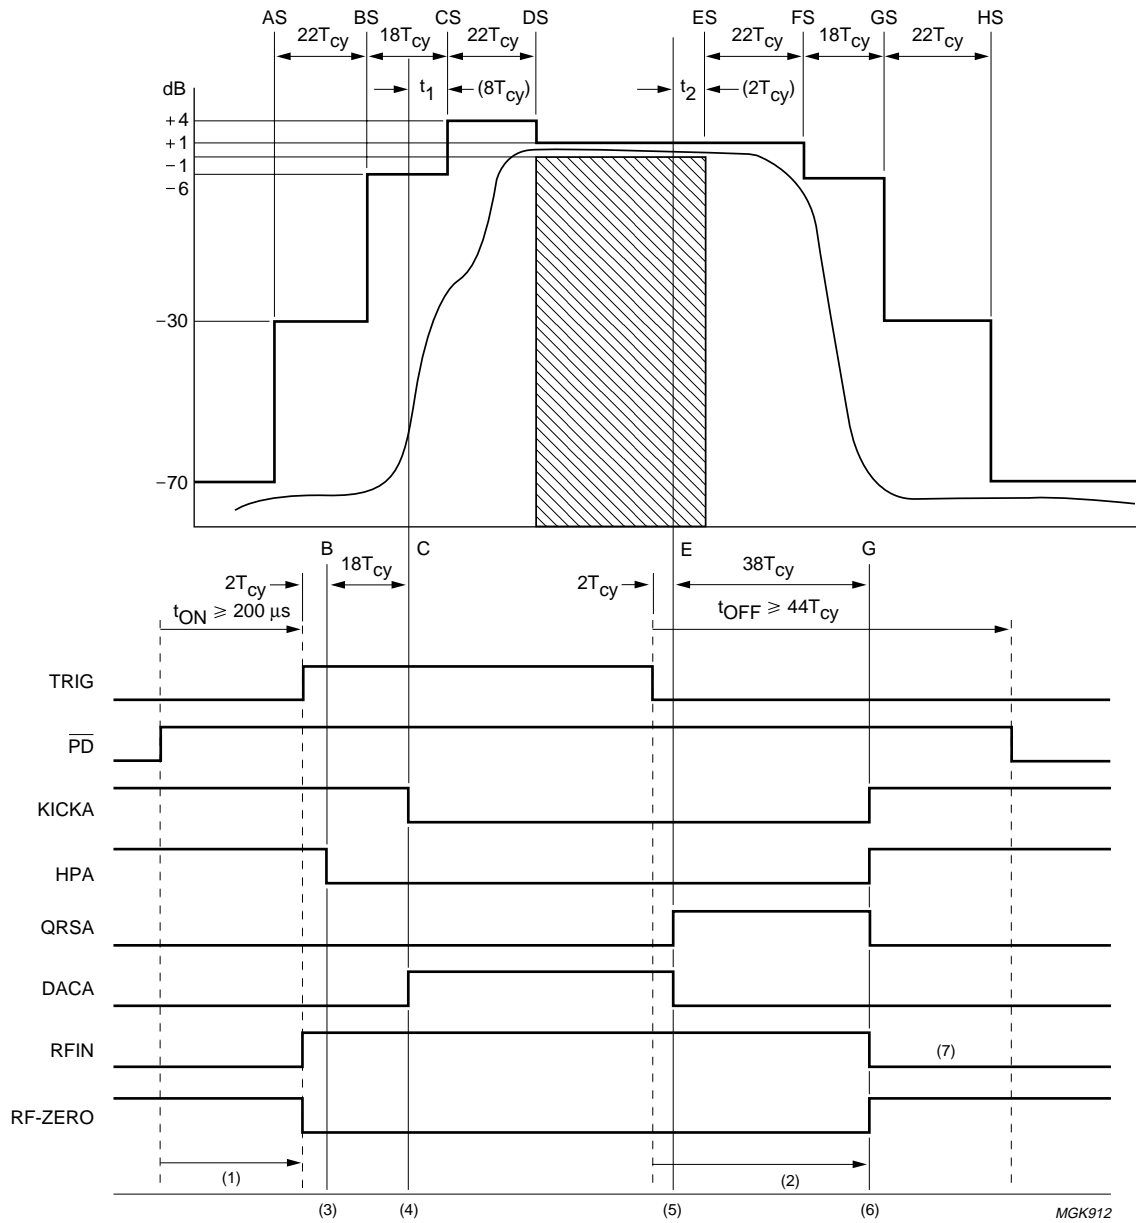 AS BS CS DS ES FS GS HS
22Tcy 18Tcy 22Tcy 22Tcy 18Tcy 22Tcy
dB t1 (8Tcy) t2 (2Tcy)
+4
+1
−1
−6
−30
−70
B C E G
18Tcy 38Tcy
2Tcy 2Tcy
tON ⩾ 200 µs tOFF ⩾ 44Tcy
TRIG
P̅D̅
KICKA
HPA
QRSA
DACA
RFIN (7)
RF-ZERO
(1) (2)
(3) (4) (5) (6) MGK912